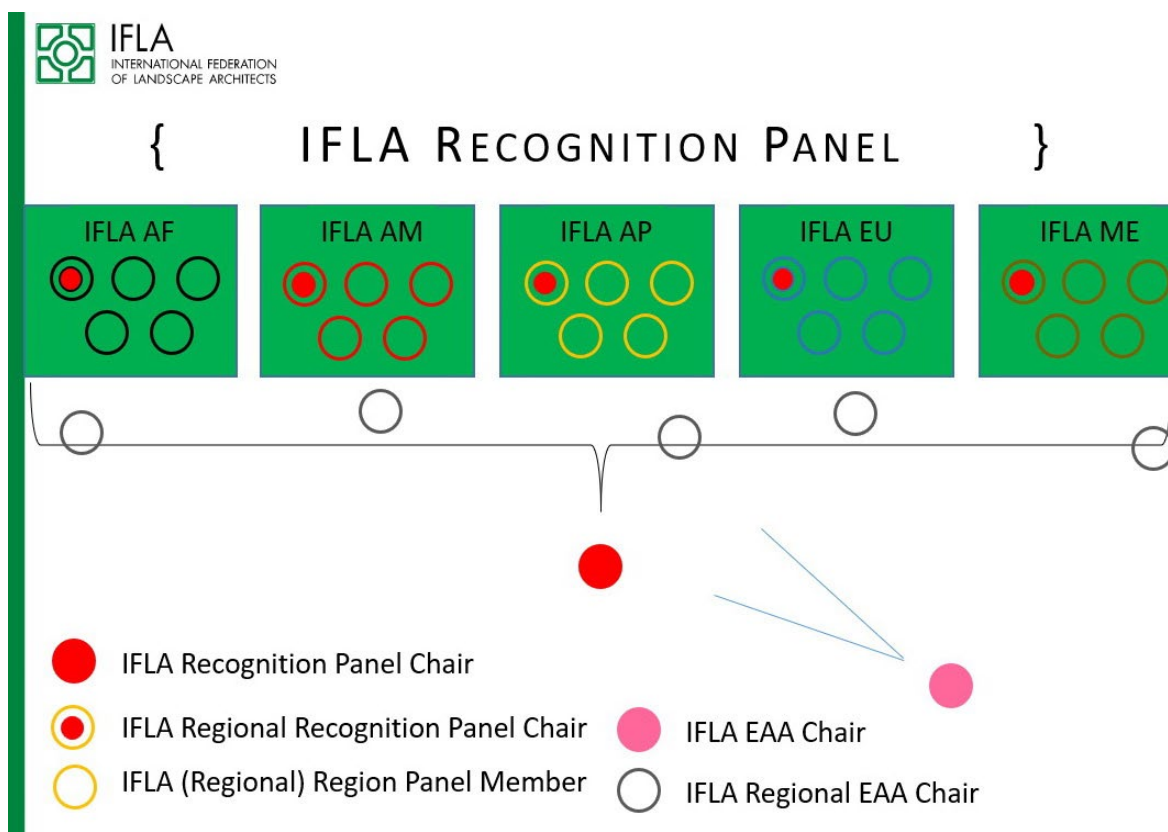 IFLA
INTERNATIONAL FEDERATION
OF LANDSCAPE ARCHITECTS
{ IFLA RECOGNITION PANEL }
IFLA AF
IFLA AM
IFLA AP
IFLA EU
IFLA ME
IFLA Recognition Panel Chair
IFLA Regional Recognition Panel Chair
IFLA (Regional) Region Panel Member
IFLA EAA Chair
IFLA Regional EAA Chair